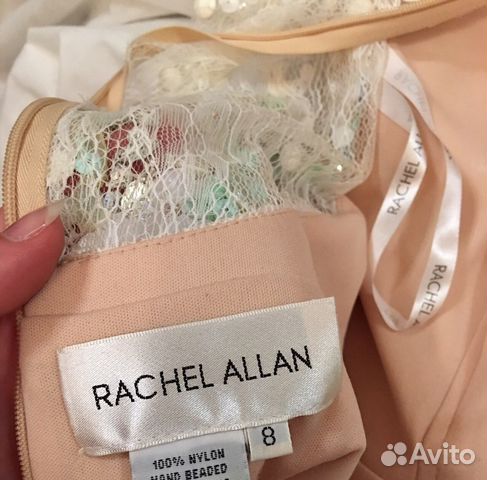 RACHEL ALLAN
8
100% NYLON
HAND BEADED
RACHEL ALLAN
RACHEL
Avito